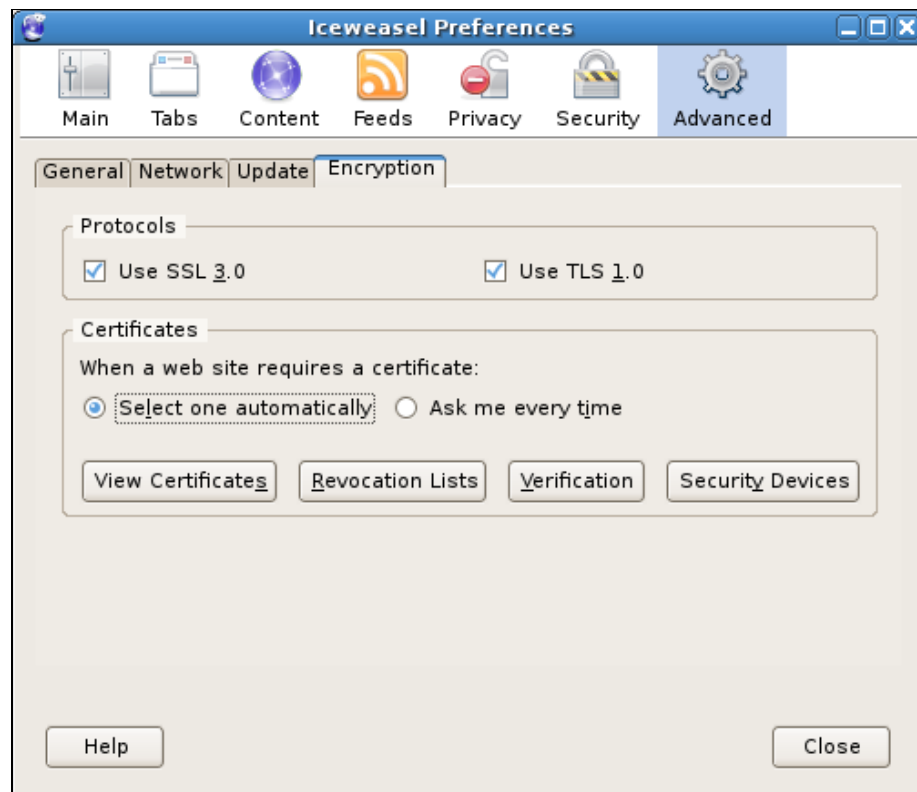 Iceweasel Preferences
Main Tabs Content Feeds Privacy Security Advanced
General Network Update Encryption
Protocols
Use SSL 3.0 Use TLS 1.0
Certificates
When a web site requires a certificate:
Select one automatically Ask me every time
View Certificates Revocation Lists Verification Security Devices
Help Close